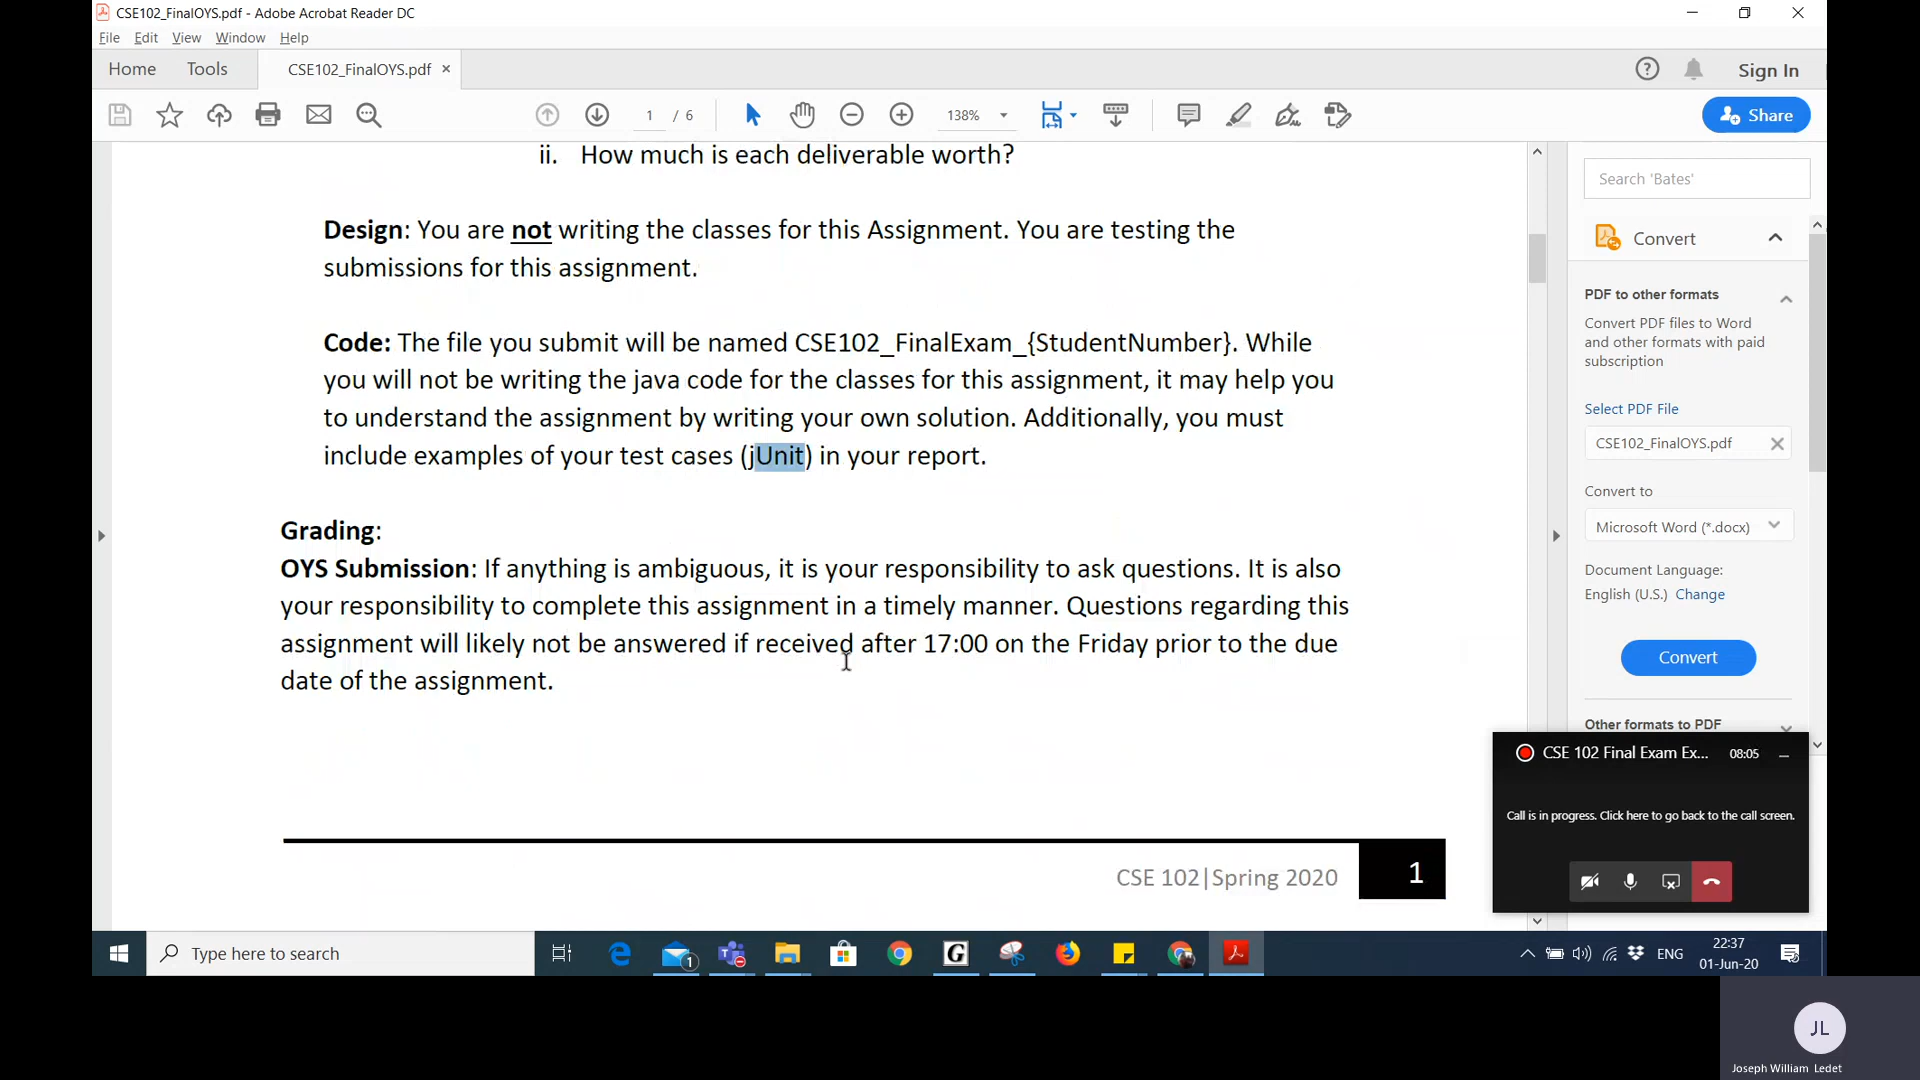 CSE102_FinalOYS.pdf - Adobe Acrobat Reader DC
File Edit View Window Help
Home Tools CSE102_FinalOYS.pdf × Sign In
1 / 6 138% Share
ii. How much is each deliverable worth?
Design: You are not writing the classes for this Assignment. You are testing the
submissions for this assignment.
Code: The file you submit will be named CSE102_FinalExam_{StudentNumber}. While
you will not be writing the java code for the classes for this assignment, it may help you
to understand the assignment by writing your own solution. Additionally, you must
include examples of your test cases (jUnit) in your report.
Grading:
OYS Submission: If anything is ambiguous, it is your responsibility to ask questions. It is also
your responsibility to complete this assignment in a timely manner. Questions regarding this
assignment will likely not be answered if received after 17:00 on the Friday prior to the due
date of the assignment.
CSE 102|Spring 2020 1
Search 'Bates'
Convert
PDF to other formats
Convert PDF files to Word
and other formats with paid
subscription
Select PDF File
CSE102_FinalOYS.pdf
Convert to
Microsoft Word (*.docx)
Document Language:
English (U.S.) Change
Convert
Other formats to PDF
CSE 102 Final Exam Ex... 08:05
Call is in progress. Click here to go back to the call screen.
Type here to search
1
G
ENG
22:37
01-Jun-20
JL
Joseph William Ledet